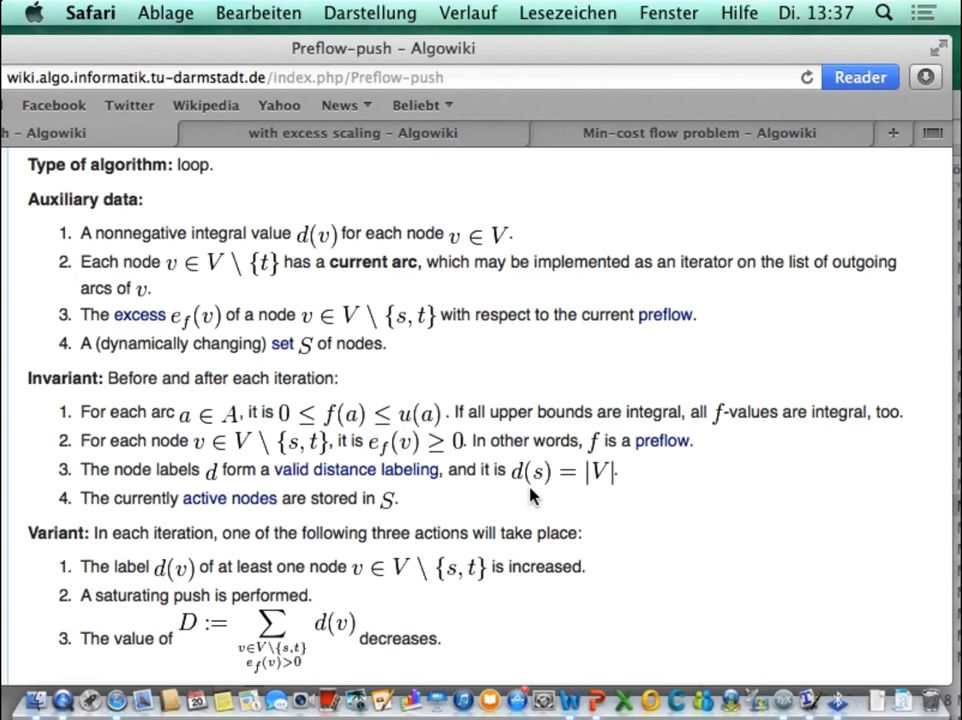 Safari Ablage Bearbeiten Darstellung Verlauf Lesezeichen Fenster Hilfe Di. 13:37
Preflow-push – Algowiki
wiki.algo.informatik.tu-darmstadt.de/index.php/Preflow-push Reader
Facebook Twitter Wikipedia Yahoo News ▼ Beliebt ▼
h – Algowiki with excess scaling – Algowiki Min-cost flow problem – Algowiki +
Type of algorithm: loop.
Auxiliary data:
1. A nonnegative integral value d(v) for each node v ∈ V.
2. Each node v ∈ V \ {t} has a current arc, which may be implemented as an iterator on the list of outgoing
arcs of v.
3. The excess e_f(v) of a node v ∈ V \ {s, t} with respect to the current preflow.
4. A (dynamically changing) set S of nodes.
Invariant: Before and after each iteration:
1. For each arc a ∈ A, it is 0 ≤ f(a) ≤ u(a). If all upper bounds are integral, all f-values are integral, too.
2. For each node v ∈ V \ {s, t}, it is e_f(v) ≥ 0. In other words, f is a preflow.
3. The node labels d form a valid distance labeling, and it is d(s) = |V|.
4. The currently active nodes are stored in S.
Variant: In each iteration, one of the following three actions will take place:
1. The label d(v) of at least one node v ∈ V \ {s, t} is increased.
2. A saturating push is performed.
3. The value of D := ∑ d(v) decreases.
v∈V\{s,t}
e_f(v)>0